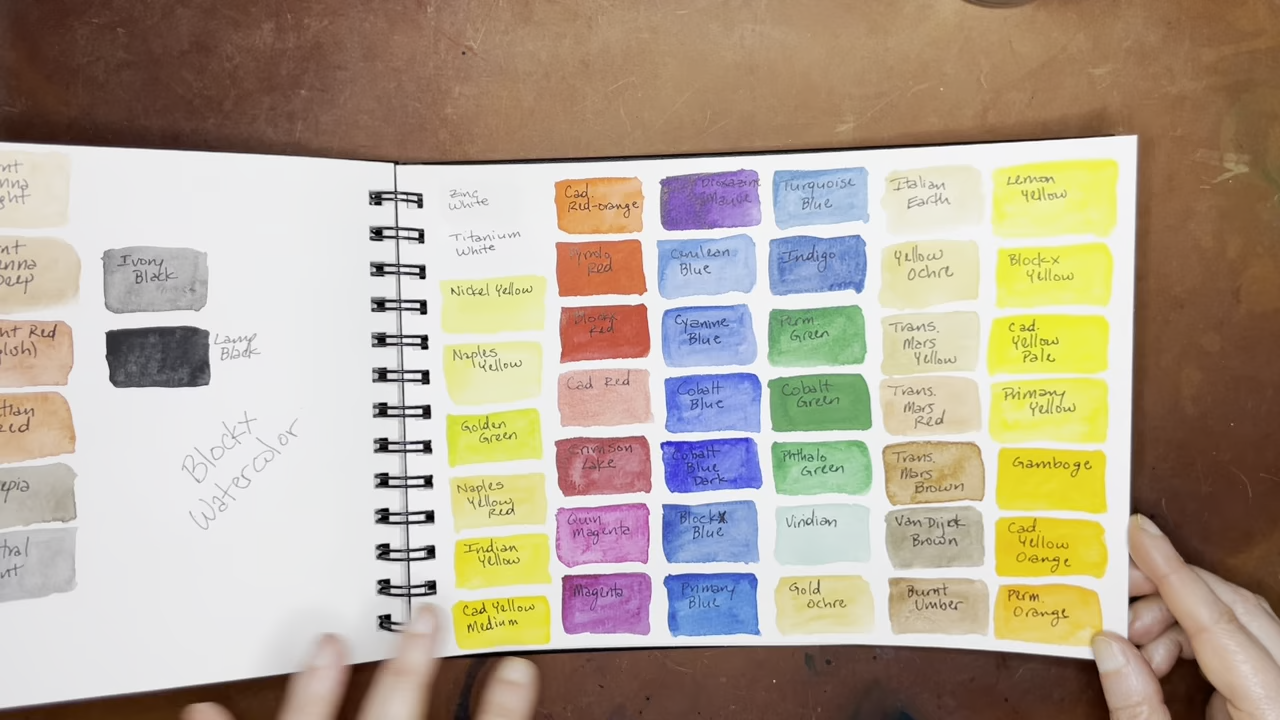 Ivory
Black
Lamp
Black
Blockx
Watercolor
Zinc
White
Titanium
White
Nickel Yellow
Naples
Yellow
Golden
Green
Naples
Yellow
Red
Indian
Yellow
Cad Yellow
Medium
Cad.
Red-orange
Pyrrolo
Red
Blockx
Red
Cad Red
Crimson
Lake
Quin
Magenta
Magenta
Dioxazine
Mauve
Cerulean
Blue
Cyanine
Blue
Cobalt
Blue
Cobalt
Blue
Dark
Blockx
Blue
Primary
Blue
Turquoise
Blue
Indigo
Perm.
Green
Cobalt
Green
Phthalo
Green
Viridian
Gold
Ochre
Italian
Earth
Yellow
Ochre
Trans.
Mars
Yellow
Trans.
Mars
Red
Trans.
Mars
Brown
Van Dijck
Brown
Burnt
Umber
Lemon
Yellow
Blockx
Yellow
Cad.
Yellow
Pale
Primary
Yellow
Gamboge
Cad.
Yellow
Orange
Perm.
Orange